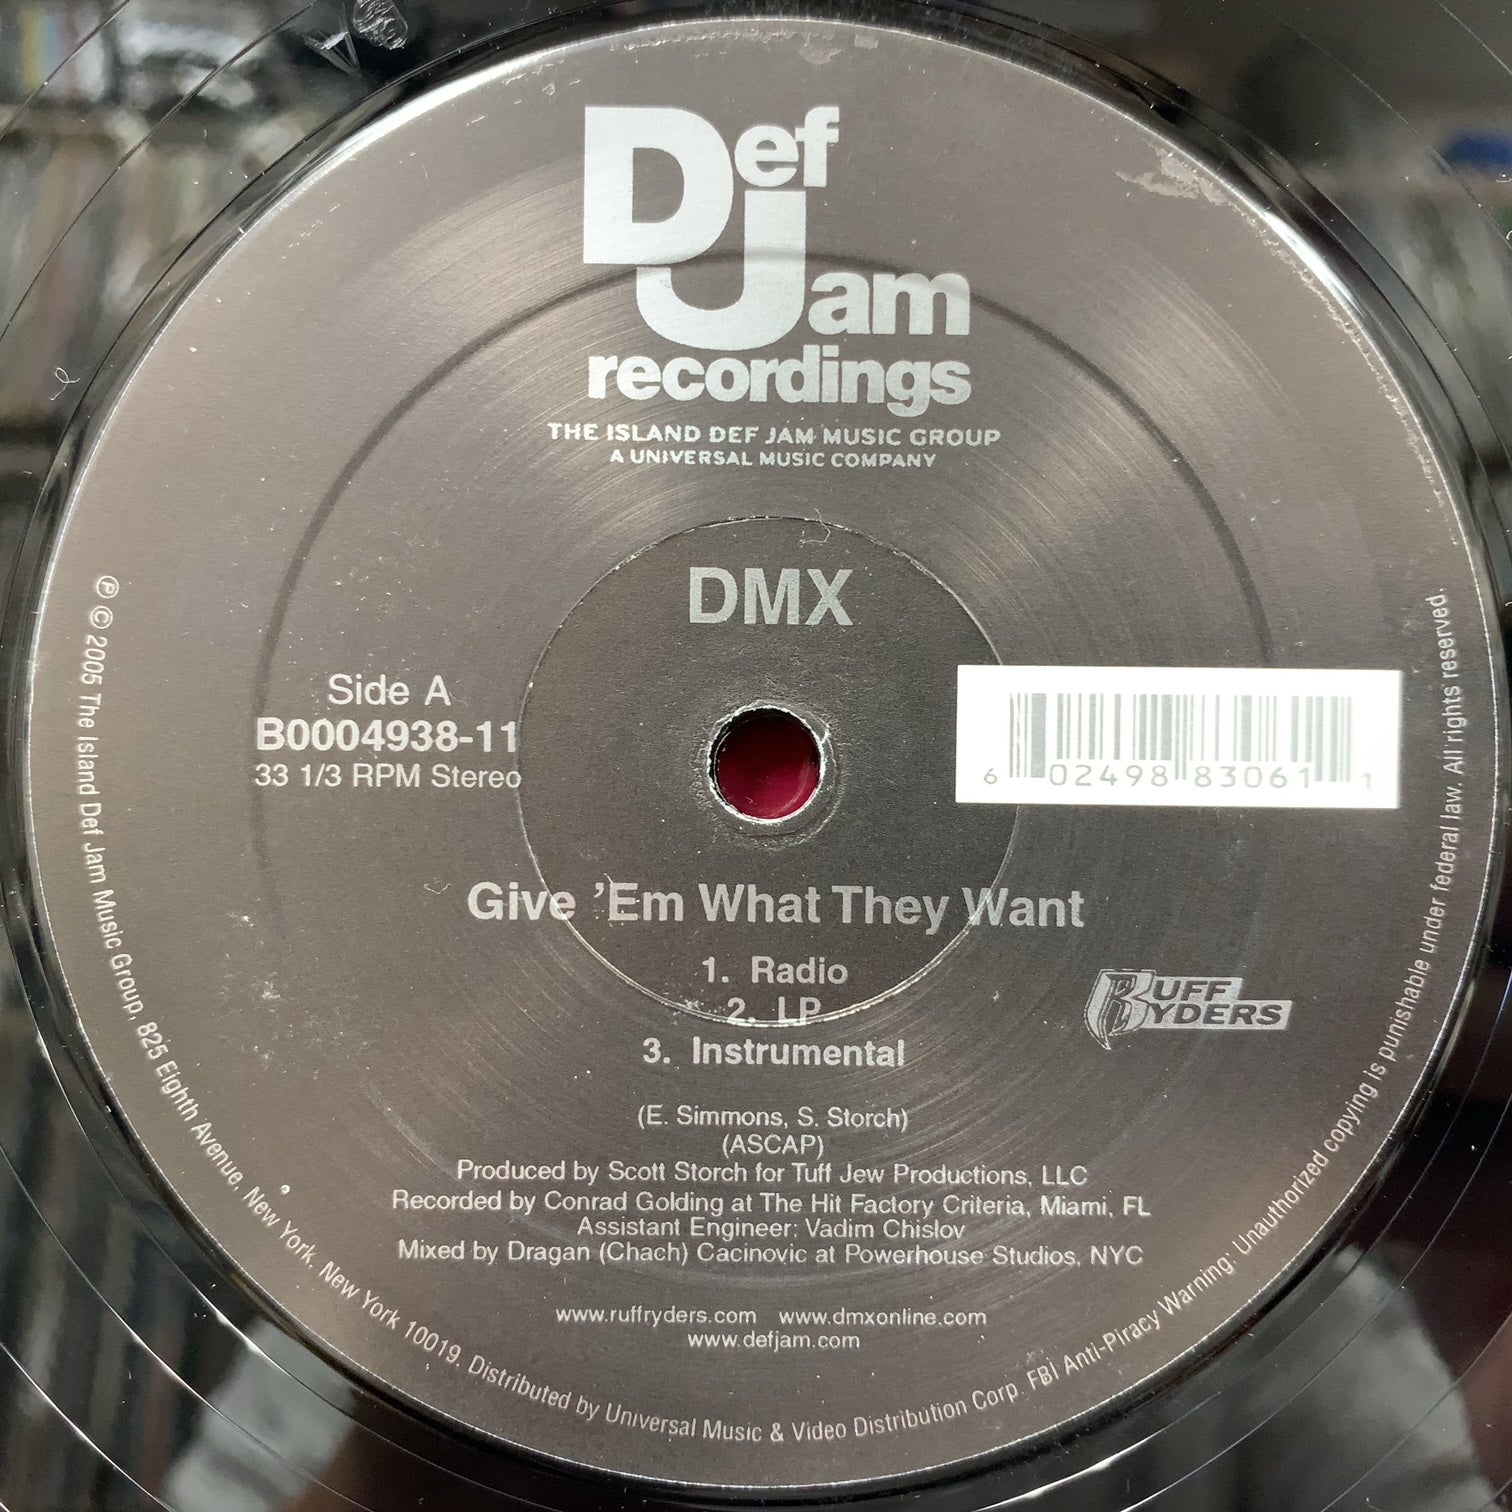 Def Jam
recordings
THE ISLAND DEF JAM MUSIC GROUP
A UNIVERSAL MUSIC COMPANY
DMX
Side A
B0004938-11
33 1/3 RPM Stereo
6 02498 83061 1
Give ’Em What They Want
1. Radio
2. LP
3. Instrumental
RUFF
RYDERS
(E. Simmons, S. Storch)
(ASCAP)
Produced by Scott Storch for Tuff Jew Productions, LLC
Recorded by Conrad Golding at The Hit Factory Criteria, Miami, FL
Assistant Engineer: Vadim Chislov
Mixed by Dragan (Chach) Cacinovic at Powerhouse Studios, NYC
www.ruffryders.com www.dmxonline.com
www.defjam.com
℗ © 2005 The Island Def Jam Music Group, 825 Eighth Avenue, New York, New York 10019. Distributed by Universal Music & Video Distribution Corp. FBI Anti-Piracy Warning: Unauthorized copying is punishable under federal law. All rights reserved.